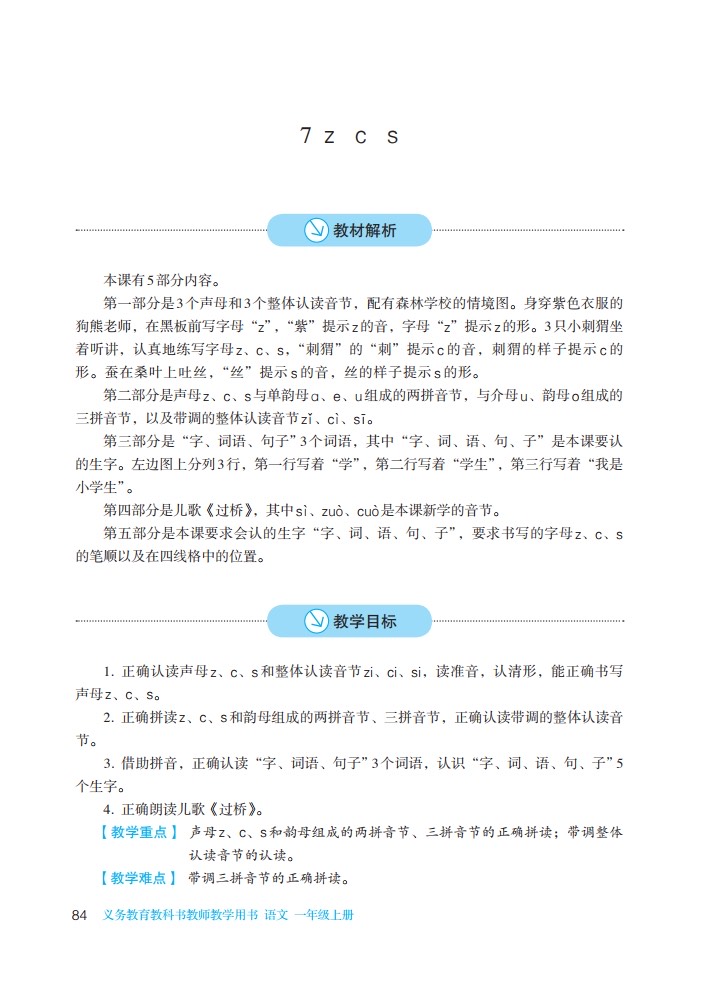 7 z c s
教材解析
本课有5部分内容。
第一部分是3个声母和3个整体认读音节，配有森林学校的情境图。身穿紫色衣服的
狗熊老师，在黑板前写字母“z”，“紫”提示z的音，字母“z”提示z的形。3只小刺猬坐
着听讲，认真地练写字母z、c、s，“刺猬”的“刺”提示c的音，刺猬的样子提示c的
形。蚕在桑叶上吐丝，“丝”提示s的音，丝的样子提示s的形。
第二部分是声母z、c、s与单韵母ɑ、e、u组成的两拼音节，与介母u、韵母o组成的
三拼音节，以及带调的整体认读音节zǐ、cì、sī。
第三部分是“字、词语、句子”3个词语，其中“字、词、语、句、子”是本课要认
的生字。左边图上分列3行，第一行写着“学”，第二行写着“学生”，第三行写着“我是
小学生”。
第四部分是儿歌《过桥》，其中sì、zuò、cuò是本课新学的音节。
第五部分是本课要求会认的生字“字、词、语、句、子”，要求书写的字母z、c、s
的笔顺以及在四线格中的位置。
教学目标
1. 正确认读声母z、c、s和整体认读音节zi、ci、si，读准音，认清形，能正确书写
声母z、c、s。
2. 正确拼读z、c、s和韵母组成的两拼音节、三拼音节，正确认读带调的整体认读音
节。
3. 借助拼音，正确认读“字、词语、句子”3个词语，认识“字、词、语、句、子”5
个生字。
4. 正确朗读儿歌《过桥》。
【教学重点】 声母z、c、s和韵母组成的两拼音节、三拼音节的正确拼读；带调整体
认读音节的认读。
【教学难点】 带调三拼音节的正确拼读。
84 义务教育教科书教师教学用书 语文 一年级上册